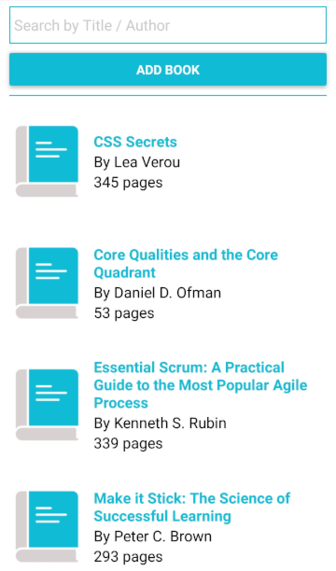 Search by Title / Author
ADD BOOK
CSS Secrets
By Lea Verou
345 pages
Core Qualities and the Core
Quadrant
By Daniel D. Ofman
53 pages
Essential Scrum: A Practical
Guide to the Most Popular Agile
Process
By Kenneth S. Rubin
339 pages
Make it Stick: The Science of
Successful Learning
By Peter C. Brown
293 pages